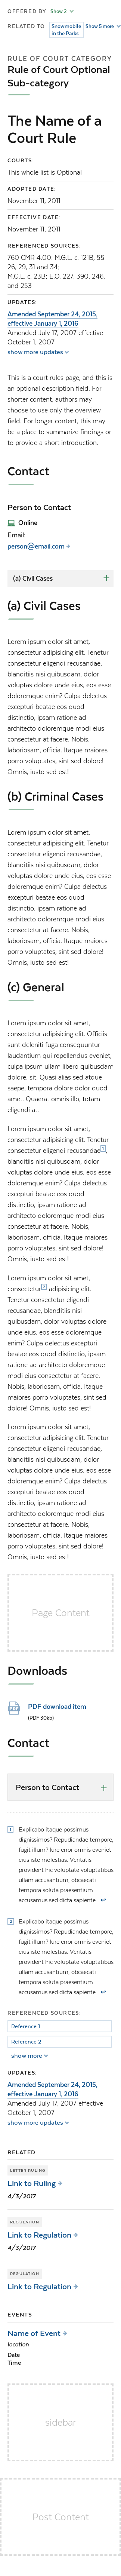 OFFERED BY Show 2
RELATED TO Snowmobile in the Parks Show 5 more
RULE OF COURT CATEGORY
Rule of Court Optional
Sub-category
The Name of a
Court Rule
COURTS:
This policy list is Optional
ADOPTED DATE:
November 11, 2011
EFFECTIVE DATE:
November 11, 2011
REFERENCED SOURCES:
760 CMR 4.00: M.G.L. c. 121B, §§
26, 29, 31 and 34;
M.G.L. c. 23B; E.O. 227, 390, 246,
and 253
UPDATES:
Amended September 24, 2015,
effective January 1, 2016
Amended July 17, 2007 effective
October 1, 2007
show more updates
This is a court rules page, and this is
an optional description field. For
shorter content, authors may
overview the rule in this field. For
longer content, this page may be
be a place to summarize findings or
to provide a short introduction.
Contact
Person to Contact
Online
Email:
person@email.com
(a) Civil Cases
(a) Civil Cases
Lorem ipsum dolor sit amet,
consectetur adipisicing elit. Tenetur
consectetur eligendi recusandae,
blanditiis nisi quibusdam, dolor
voluptas dolore unde eius, eos esse
doloremque enim? Culpa delectus
excepturi beatae quos quod
distinctio, ipsam ratione ad
architecto doloremque modi eius
consectetur at facere. Nobis,
laboriosam, officia. Itaque maiores
porro voluptates, sint sed dolor!
Omnis, iusto sed est!
(b) Criminal Cases
Lorem ipsum dolor sit amet,
consectetur adipisicing elit. Tenetur
consectetur eligendi recusandae,
blanditiis nisi quibusdam, dolor
voluptas dolore unde eius, eos esse
doloremque enim? Culpa delectus
excepturi beatae quos quod
distinctio, ipsam ratione ad
architecto doloremque modi eius
consectetur at facere. Nobis,
laboriosam, officia. Itaque maiores
porro voluptates, sint sed dolor!
Omnis, iusto sed est!
(c) General
Lorem ipsum dolor sit amet,
consectetur adipisicing elit. Officiis
sunt deleniti fuga consequuntur
laudantium qui reprehenderit eveniet,
culpa ipsum ullam libero quibusdam
dolore, sit. Quasi alias sed atque
saepe, tempora dolore dolor quod
amet. Quaerat omnis illo, totam
eligendi at.
Lorem ipsum dolor sit amet,
consectetur adipisicing elit. Tenetur
consectetur eligendi recusandae 1,
blanditiis nisi quibusdam, dolor
voluptas dolore unde eius, eos esse
doloremque enim? Culpa delectus
excepturi beatae quos quod
distinctio, ipsam ratione ad
architecto doloremque modi eius
consectetur at facere. Nobis,
laboriosam, officia. Itaque maiores
porro voluptates, sint sed dolor!
Omnis, iusto sed est!
Lorem ipsum dolor sit amet,
consectetur 2 adipisicing elit.
Tenetur consectetur eligendi
recusandae, blanditiis nisi
quibusdam, dolor voluptas dolore
unde eius, eos esse doloremque
enim? Culpa delectus excepturi
beatae quos quod distinctio, ipsam
ratione ad architecto doloremque
modi eius consectetur at facere.
Nobis, laboriosam, officia. Itaque
maiores porro voluptates, sint sed
dolor! Omnis, iusto sed est!
Lorem ipsum dolor sit amet,
consectetur adipisicing elit. Tenetur
consectetur eligendi recusandae,
blanditiis nisi quibusdam, dolor
voluptas dolore unde eius, eos esse
doloremque enim? Culpa delectus
excepturi beatae quos quod
distinctio, ipsam ratione ad
architecto doloremque modi eius
consectetur at facere. Nobis,
laboriosam, officia. Itaque maiores
porro voluptates, sint sed dolor!
Omnis, iusto sed est!
Page Content
Downloads
PDF download item
(PDF 30kb)
Contact
Person to Contact
1 Explicabo itaque possimus
dignissimos? Repudiandae tempore,
fugit illum? Iure error omnis eveniet
eius iste molestias. Veritatis
provident hic voluptate voluptatibus
ullam accusantium, obcaecati
tempora soluta praesentium
accusamus sed dicta sapiente.
2 Explicabo itaque possimus
dignissimos? Repudiandae tempore,
fugit illum? Iure error omnis eveniet
eius iste molestias. Veritatis
provident hic voluptate voluptatibus
ullam accusantium, obcaecati
tempora soluta praesentium
accusamus sed dicta sapiente.
REFERENCED SOURCES:
Reference 1
Reference 2
show more
UPDATES:
Amended September 24, 2015,
effective January 1, 2016
Amended July 17, 2007 effective
October 1, 2007
show more updates
RELATED
LETTER RULING
Link to Ruling
4/3/2017
REGULATION
Link to Regulation
4/3/2017
REGULATION
Link to Regulation
EVENTS
Name of Event
location
Date
Time
sidebar
Post Content